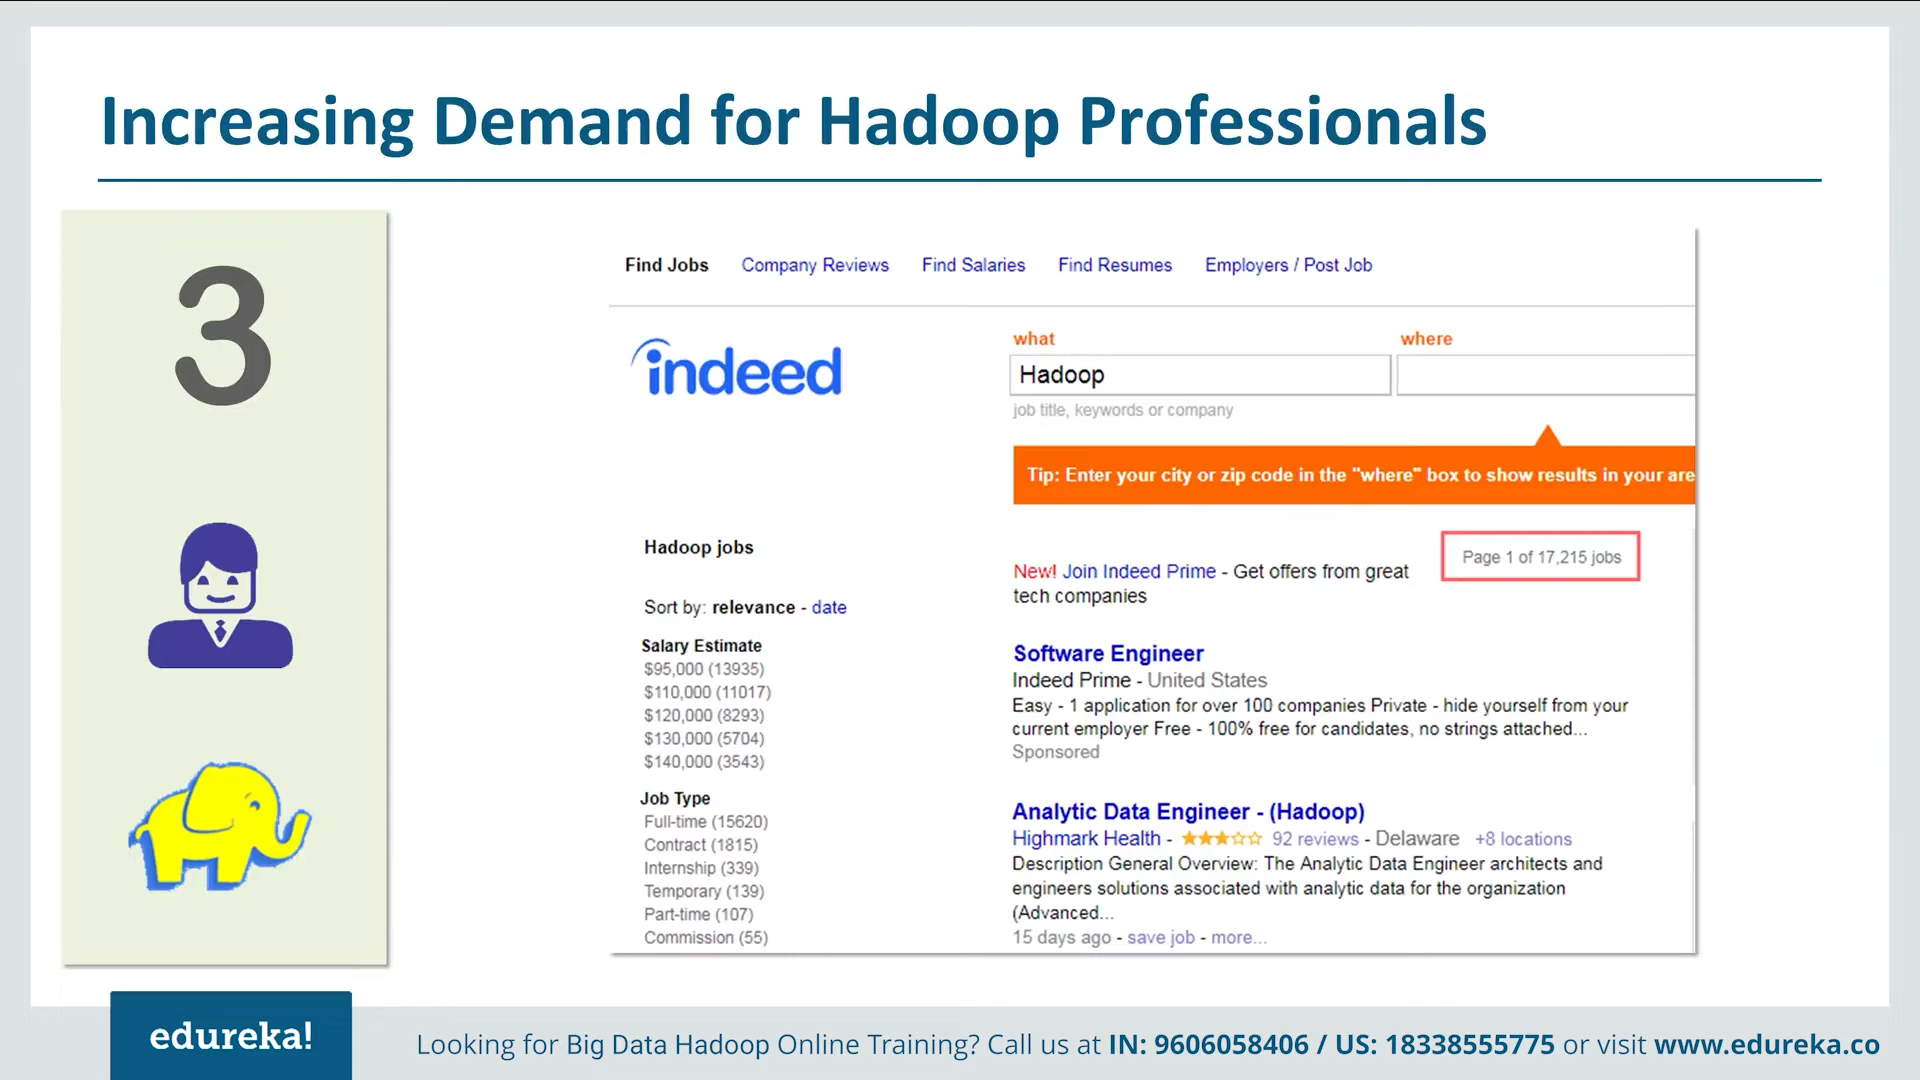 Increasing Demand for Hadoop Professionals
3
Find Jobs Company Reviews Find Salaries Find Resumes Employers / Post Job
indeed
what where
Hadoop
job title, keywords or company
Tip: Enter your city or zip code in the "where" box to show results in your are
Hadoop jobs
Sort by: relevance - date
Salary Estimate
$95,000 (13935)
$110,000 (11017)
$120,000 (8293)
$130,000 (5704)
$140,000 (3543)
Job Type
Full-time (15620)
Contract (1815)
Internship (339)
Temporary (139)
Part-time (107)
Commission (55)
Page 1 of 17,215 jobs
New! Join Indeed Prime - Get offers from great
tech companies
Software Engineer
Indeed Prime - United States
Easy - 1 application for over 100 companies Private - hide yourself from your
current employer Free - 100% free for candidates, no strings attached...
Sponsored
Analytic Data Engineer - (Hadoop)
Highmark Health - 92 reviews - Delaware +8 locations
Description General Overview: The Analytic Data Engineer architects and
engineers solutions associated with analytic data for the organization
(Advanced...
15 days ago - save job - more...
edureka!
Looking for Big Data Hadoop Online Training? Call us at IN: 9606058406 / US: 18338555775 or visit www.edureka.co